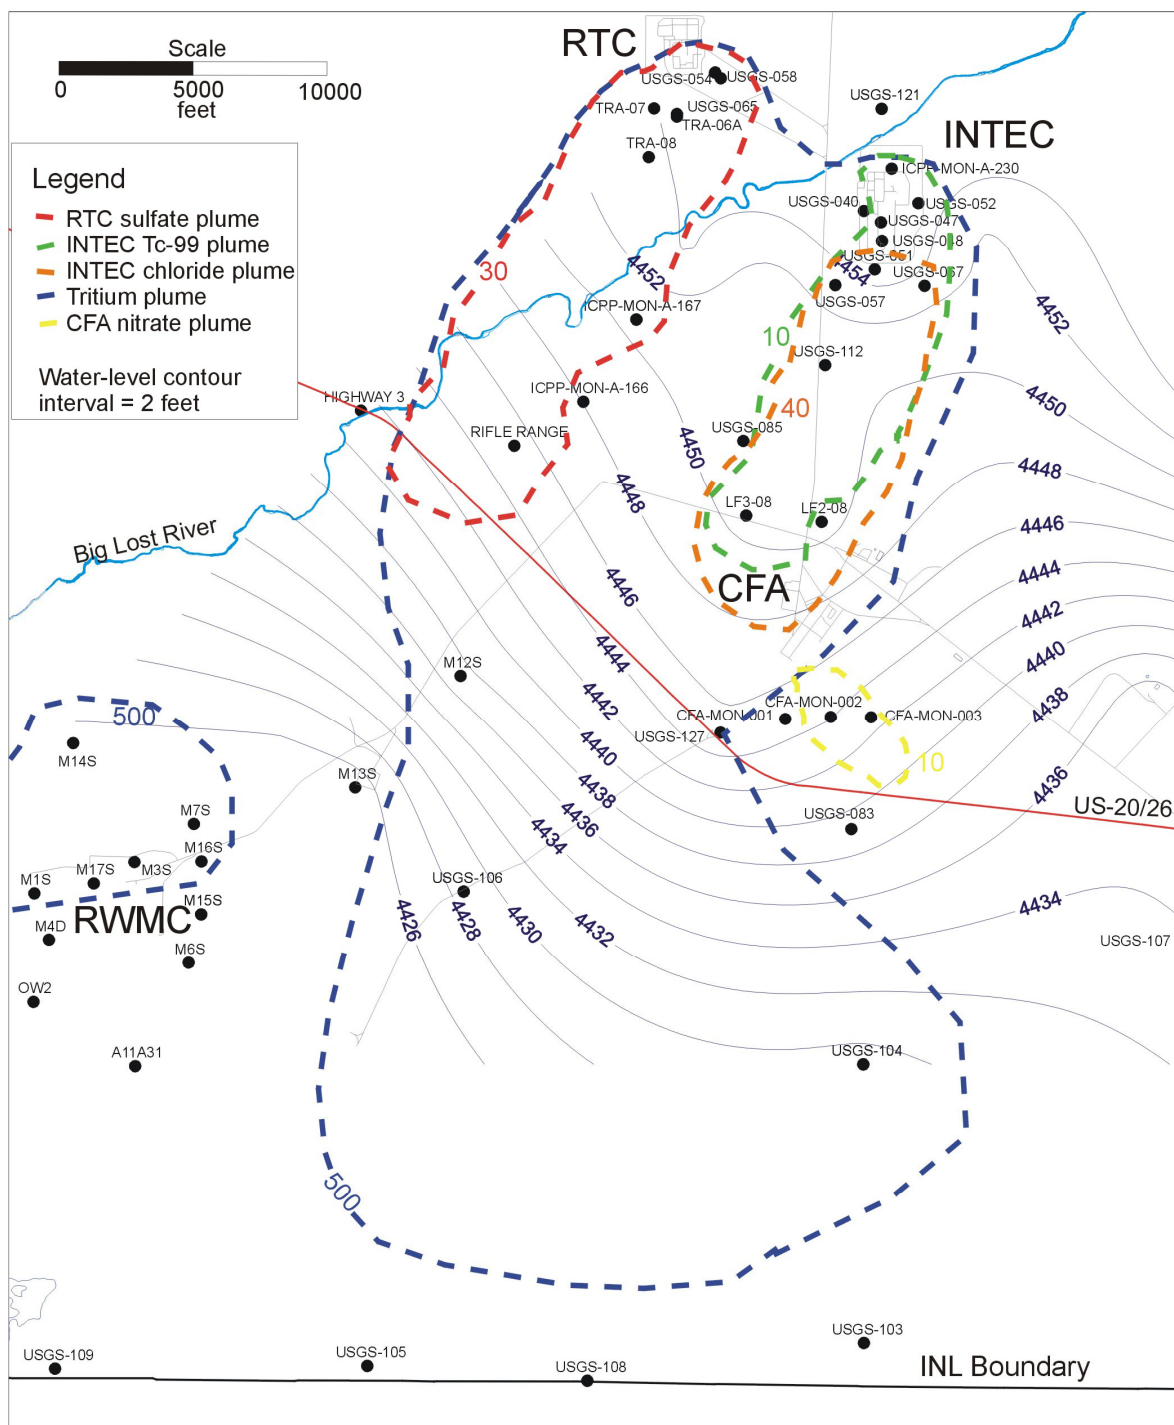 Scale
0
5000
10000
feet
RTC
USGS-054
USGS-058
TRA-07
USGS-065
TRA-06A
TRA-08
USGS-121
INTEC
Legend
RTC sulfate plume
INTEC Tc-99 plume
INTEC chloride plume
Tritium plume
CFA nitrate plume
Water-level contour
interval = 2 feet
ICPP-MON-A-230
USGS-040
USGS-052
USGS-047
USGS-048
USGS-051
USGS-067
USGS-057
30
4452
4454
4452
ICPP-MON-A-167
10
USGS-112
HIGHWAY 3
ICPP-MON-A-166
40
4450
RIFLE RANGE
USGS-085
4450
4448
4448
LF3-08
LF2-08
4446
Big Lost River
4446
4444
CFA
4442
4444
4440
M12S
4442
4438
500
CFA-MON-001
CFA-MON-002
CFA-MON-003
USGS-127
4440
10
M14S
M13S
4438
4436
US-20/26
M7S
4436
USGS-083
4434
M16S
M17S
M3S
M1S
USGS-106
M15S
RWMC
4426
4428
4430
4432
4434
M4D
M6S
USGS-107
OW2
A11A31
USGS-104
500
USGS-103
USGS-109
USGS-105
USGS-108
INL Boundary